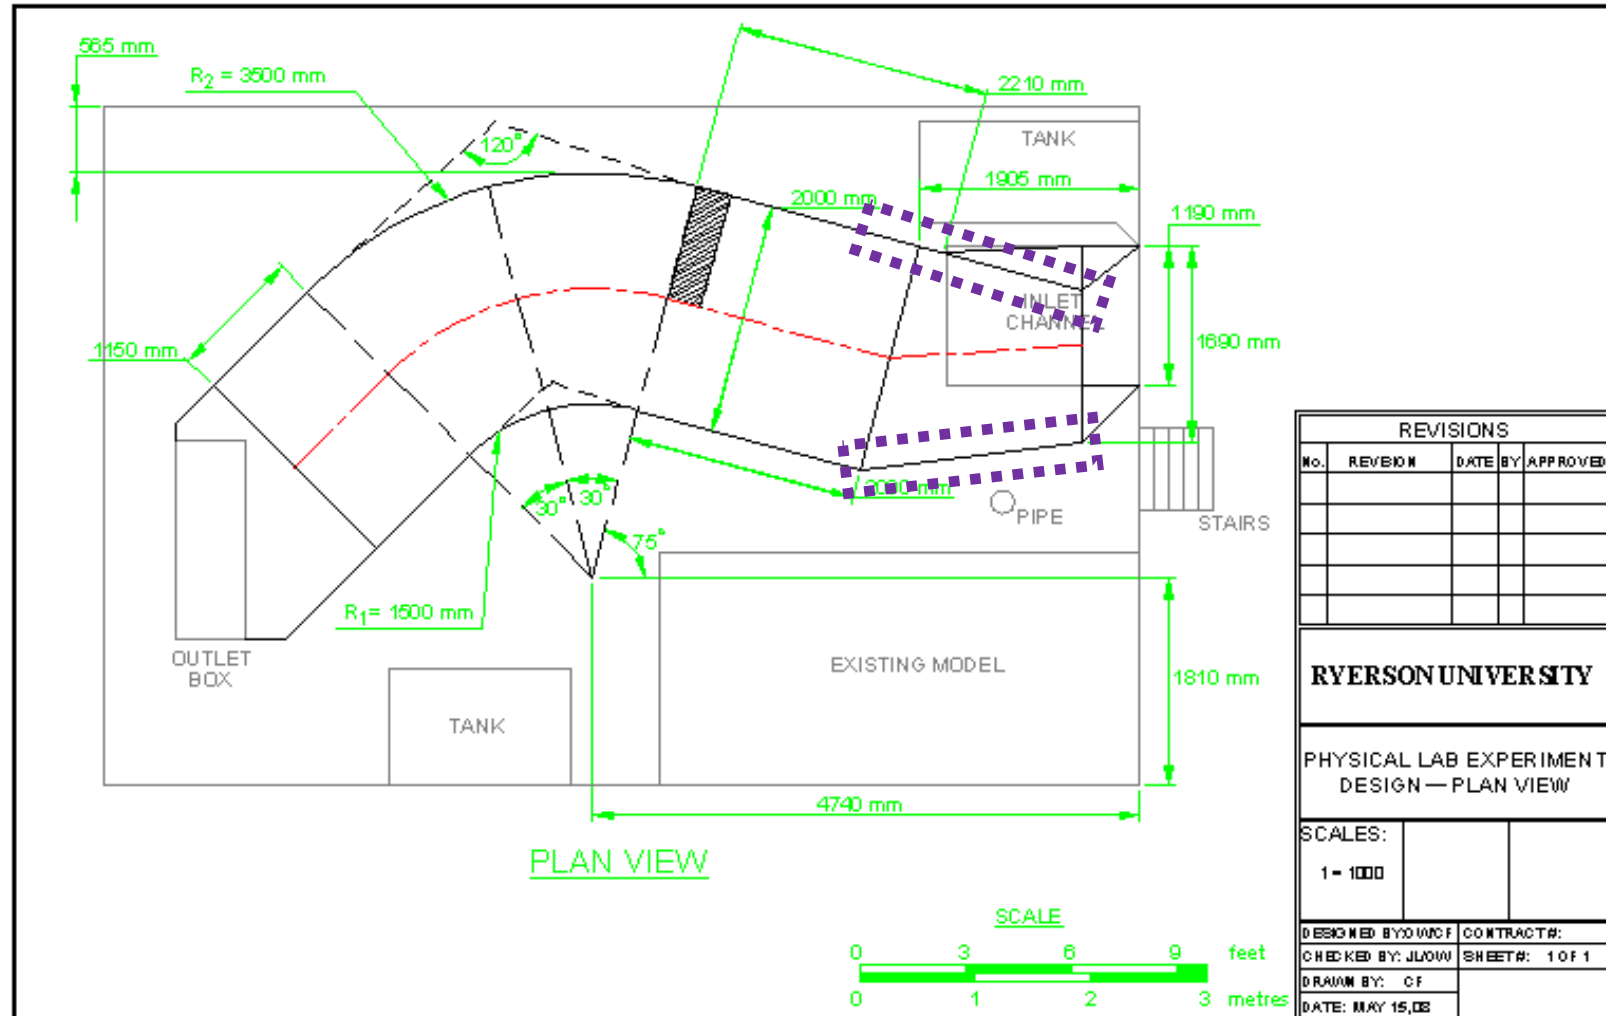 565 mm
R2 = 3500 mm
2210 mm
120°
TANK
1905 mm
2000 mm
1190 mm
INLET
CHANNEL
1150 mm
1690 mm
30°
30°
2000 mm
PIPE
STAIRS
75°
R1= 1500 mm
OUTLET
BOX
EXISTING MODEL
1810 mm
TANK
4740 mm
PLAN VIEW
SCALE
0 3 6 9 feet
0 1 2 3 metres
REVISIONS
No. REVISION DATE BY APPROVED
RYERSON UNIVERSITY
PHYSICAL LAB EXPERIMENT
DESIGN — PLAN VIEW
SCALES:
1 = 1000
DESIGNED BY: CONTRACT#:
CHECKED BY: JL/OW SHEET#: 1 OF 1
DRAWN BY: CF
DATE: MAY 15,08